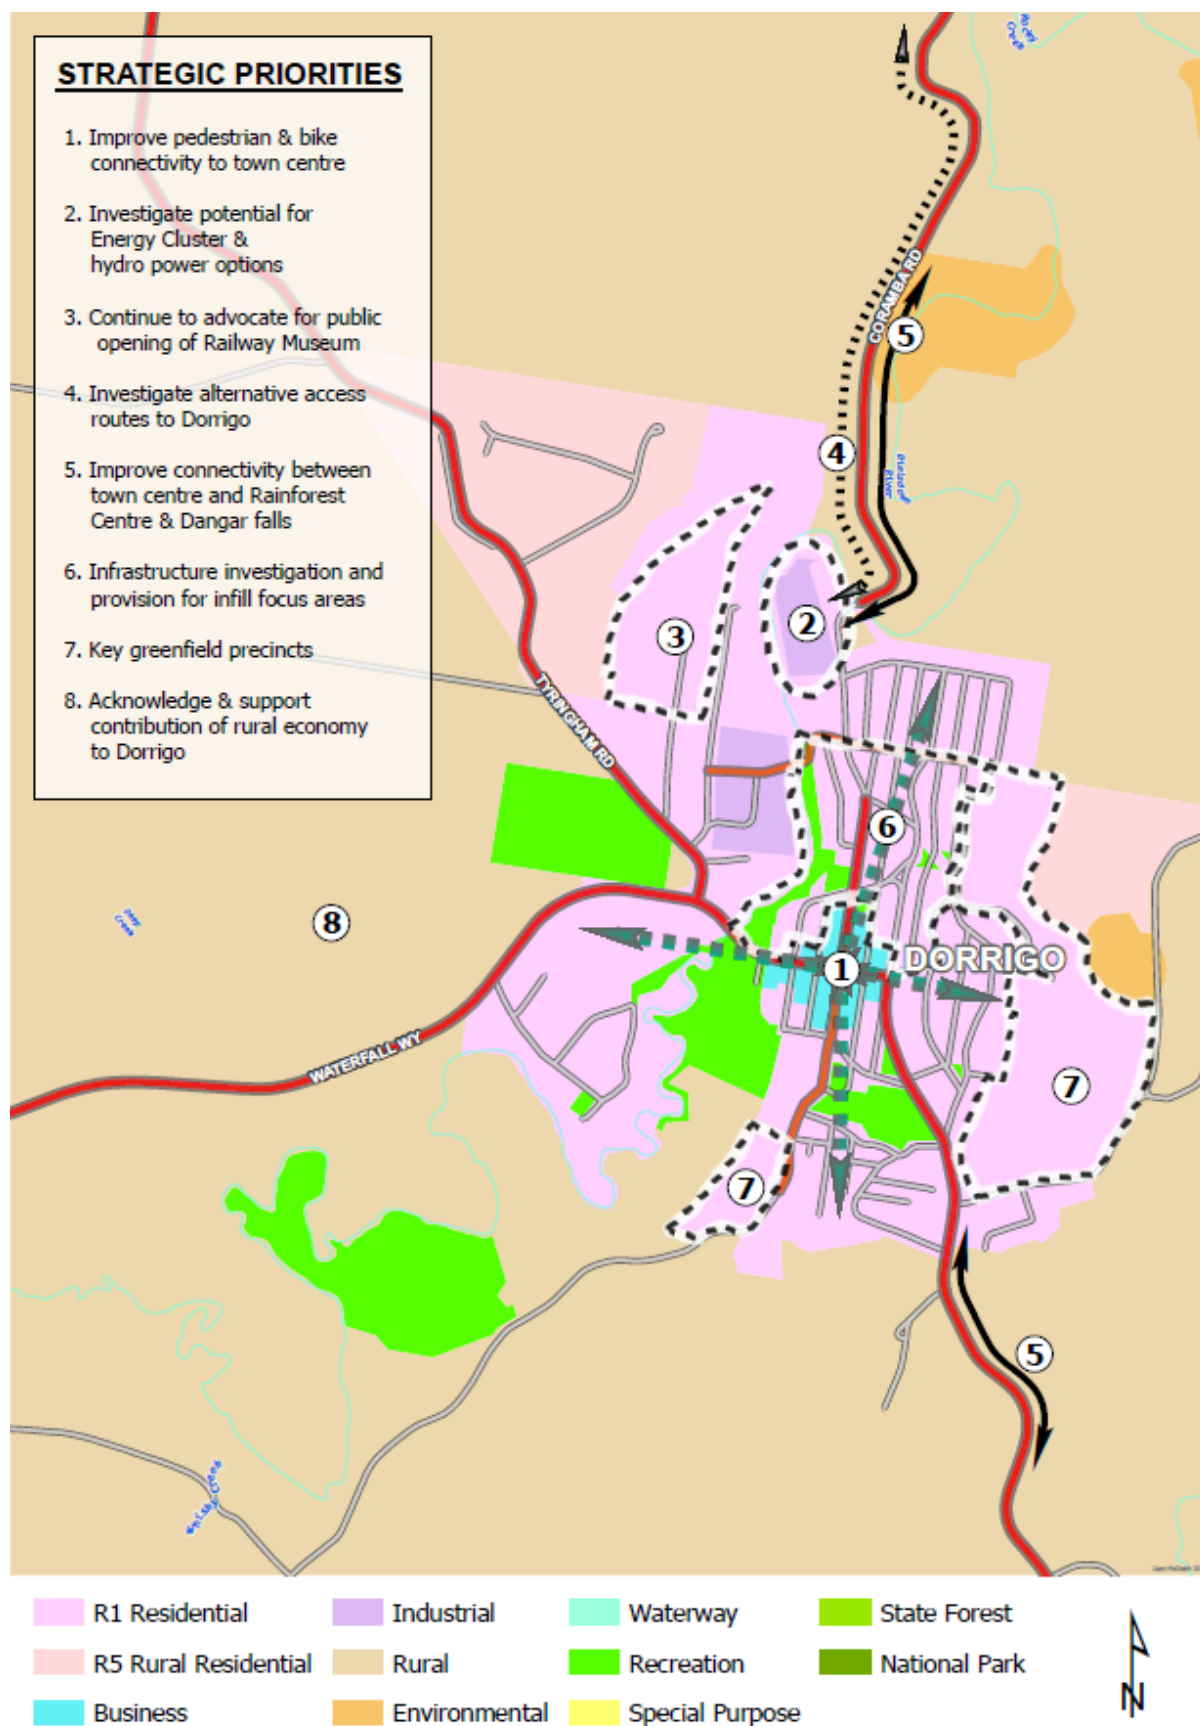 STRATEGIC PRIORITIES
1. Improve pedestrian & bike
connectivity to town centre
2. Investigate potential for
Energy Cluster &
hydro power options
3. Continue to advocate for public
opening of Railway Museum
4. Investigate alternative access
routes to Dorrigo
5. Improve connectivity between
town centre and Rainforest
Centre & Dangar falls
6. Infrastructure investigation and
provision for infill focus areas
7. Key greenfield precincts
8. Acknowledge & support
contribution of rural economy
to Dorrigo
Rocky
Creek
CORAMBA RD
5
4
River
2
3
TYRINGHAM RD
6
8
Deep
Creek
DORRIGO
1
WATERFALL WY
7
7
5
R1 Residential
Industrial
Waterway
State Forest
R5 Rural Residential
Rural
Recreation
National Park
Business
Environmental
Special Purpose
N